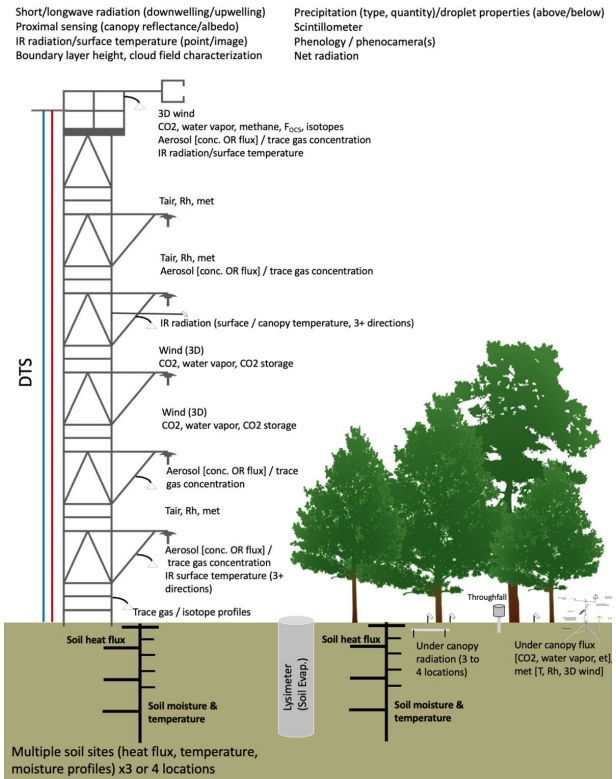 Short/longwave radiation (downwelling/upwelling)
Proximal sensing (canopy reflectance/albedo)
IR radiation/surface temperature (point/image)
Boundary layer height, cloud field characterization
Precipitation (type, quantity)/droplet properties (above/below)
Scintillometer
Phenology / phenocamera(s)
Net radiation
3D wind
CO2, water vapor, methane, FOCS, isotopes
Aerosol [conc. OR flux] / trace gas concentration
IR radiation/surface temperature
Tair, Rh, met
Tair, Rh, met
Aerosol [conc. OR flux] / trace gas concentration
IR radiation (surface / canopy temperature, 3+ directions)
DTS
Wind (3D)
CO2, water vapor, CO2 storage
Wind (3D)
CO2, water vapor, CO2 storage
Aerosol [conc. OR flux] / trace
gas concentration
Tair, Rh, met
Aerosol [conc. OR flux] /
trace gas concentration
IR surface temperature (3+
directions)
Trace gas / isotope profiles
Throughfall
Soil heat flux
Soil moisture &
temperature
Lysimeter
(Soil Evap.)
Soil heat flux
Soil moisture &
temperature
Under canopy
radiation (3 to
4 locations)
Under canopy flux
[CO2, water vapor, et],
met [T, Rh, 3D wind]
Multiple soil sites (heat flux, temperature,
moisture profiles) x3 or 4 locations